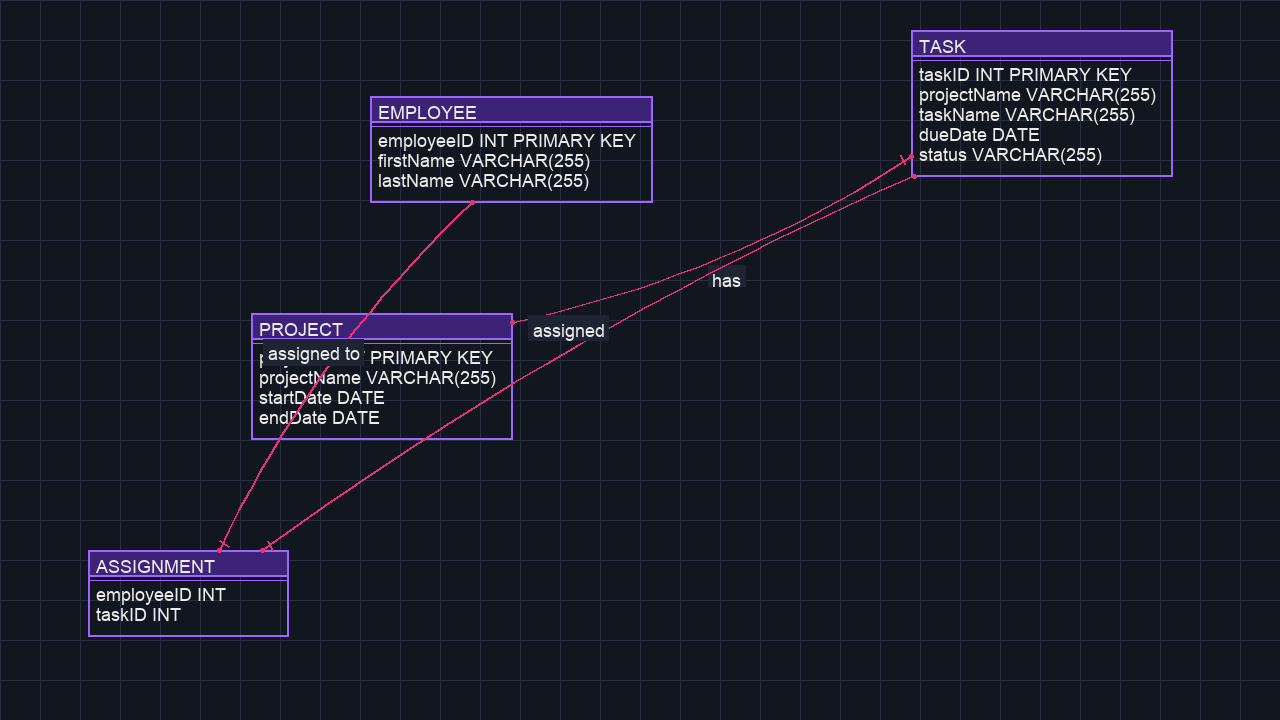 TASK
taskID INT PRIMARY KEY
projectName VARCHAR(255)
taskName VARCHAR(255)
dueDate DATE
status VARCHAR(255)
EMPLOYEE
employeeID INT PRIMARY KEY
firstName VARCHAR(255)
lastName VARCHAR(255)
has
assigned
PROJECT
assigned to
PRIMARY KEY
projectName VARCHAR(255)
startDate DATE
endDate DATE
ASSIGNMENT
employeeID INT
taskID INT